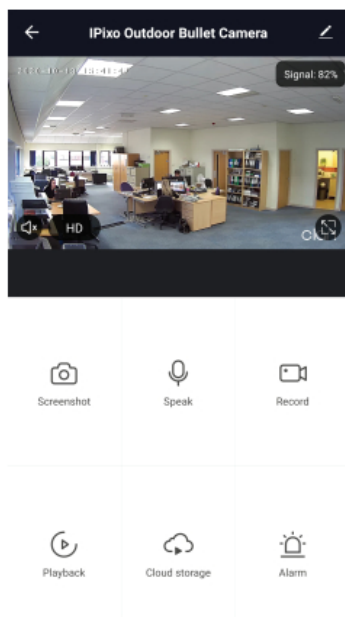 IPixo Outdoor Bullet Camera
Signal: 82%
HD
Screenshot
Speak
Record
Playback
Cloud storage
Alarm